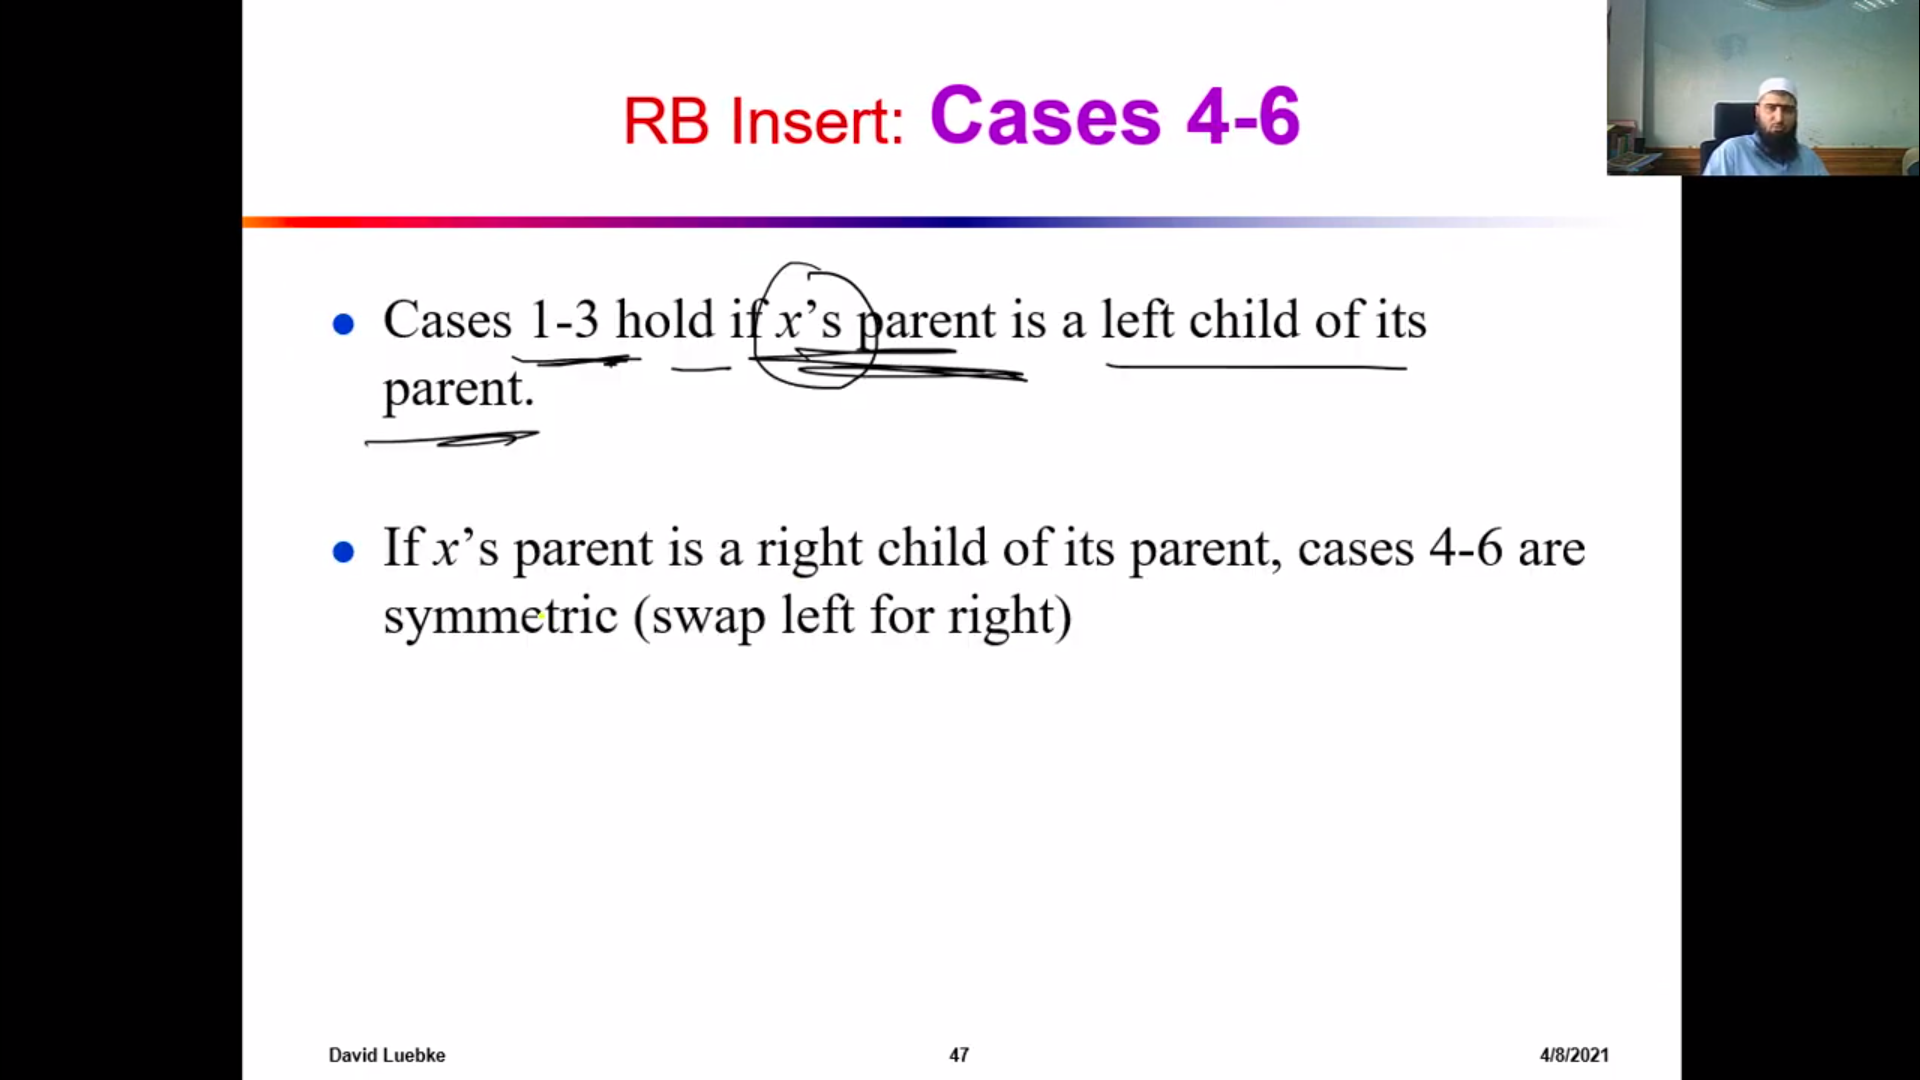 RB Insert: Cases 4-6
Cases 1-3 hold if x’s parent is a left child of its
parent.
If x’s parent is a right child of its parent, cases 4-6 are
symmetric (swap left for right)
David Luebke
47
4/8/2021